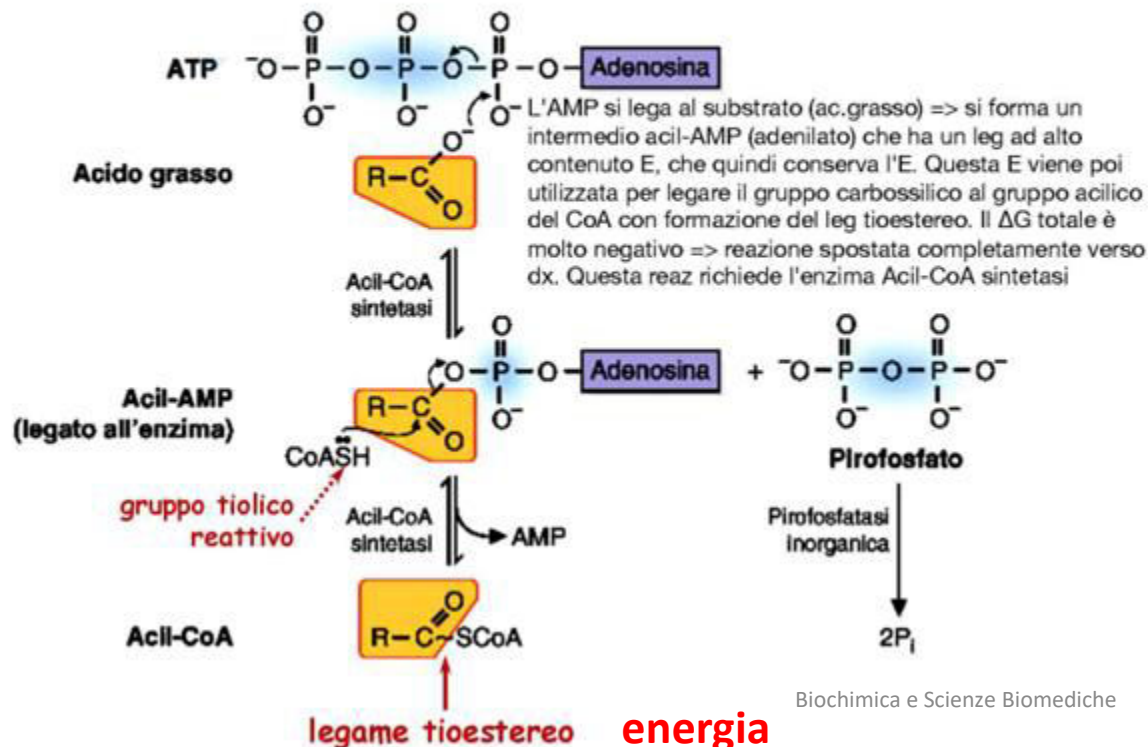 O O O
ATP ⁻O–P–O–P–O–P–O– Adenosina
O⁻ O⁻ O⁻
L'AMP si lega al substrato (ac.grasso) => si forma un
intermedio acil-AMP (adenilato) che ha un leg ad alto
contenuto E, che quindi conserva l'E. Questa E viene poi
utilizzata per legare il gruppo carbossilico al gruppo acilico
del CoA con formazione del leg tioestereo. Il ΔG totale è
molto negativo => reazione spostata completamente verso
dx. Questa reaz richiede l'enzima Acil-CoA sintetasi
O⁻
Acido grasso
R–C
O
Acil-CoA
sintetasi
O O O
O–P–O– Adenosina + ⁻O–P–O–P–O⁻
O⁻ O⁻ O⁻
Acil-AMP
(legato all'enzima)
R–C
O
CoASH
Pirofosfato
gruppo tiolico
reattivo
Acil-CoA
sintetasi
AMP
Pirofosfatasi
inorganica
Acil-CoA
O
R–C~SCoA
2Pi
Biochimica e Scienze Biomediche
legame tioestereo energia